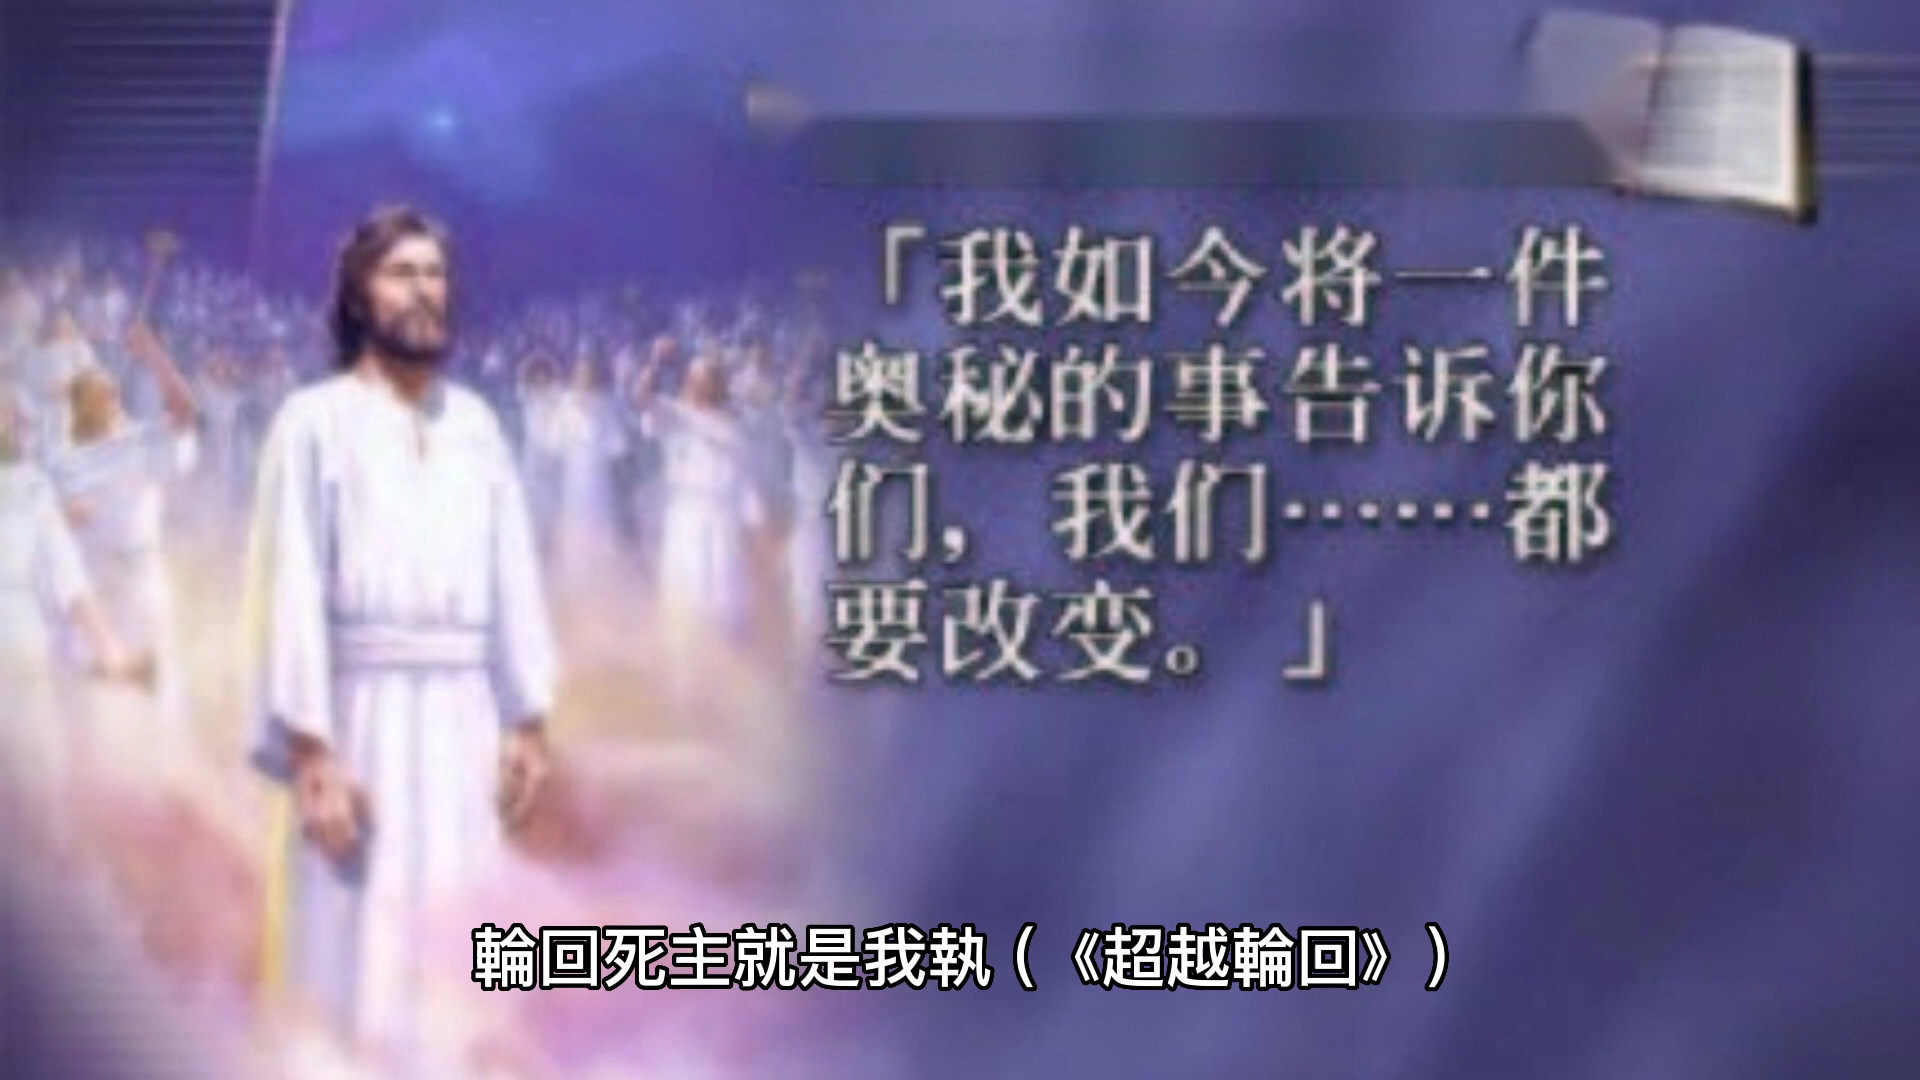 「我如今将一件
奥秘的事告诉你
们，我们……都
要改变。」
輪回死主就是我執（《超越輪回》）